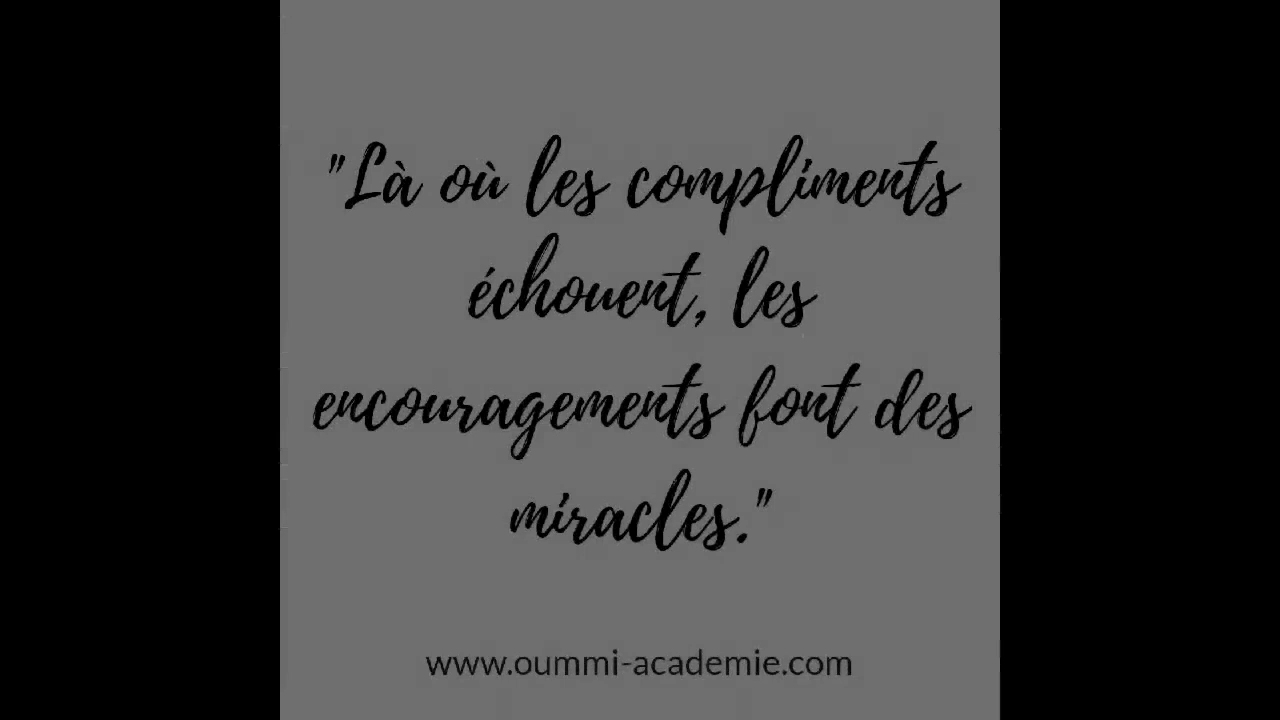 "Là où les compliments
échouent, les
encouragements font des
miracles."
www.oummi-academie.com